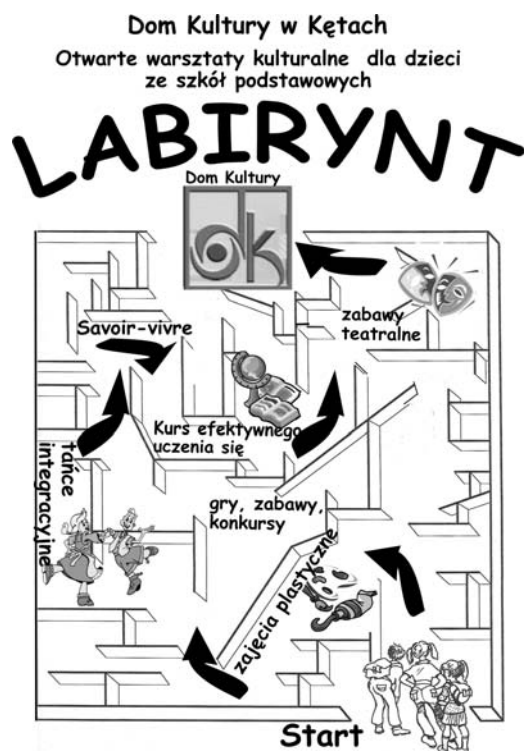 Dom Kultury w Kętach
Otwarte warsztaty kulturalne dla dzieci
ze szkół podstawowych
LABIRYNT
Dom Kultury
dk
zabawy
teatralne
Savoir-vivre
Kurs efektywnego
uczenia się
tańce
integracyjne
gry, zabawy,
konkursy
zajęcia plastyczne
Start